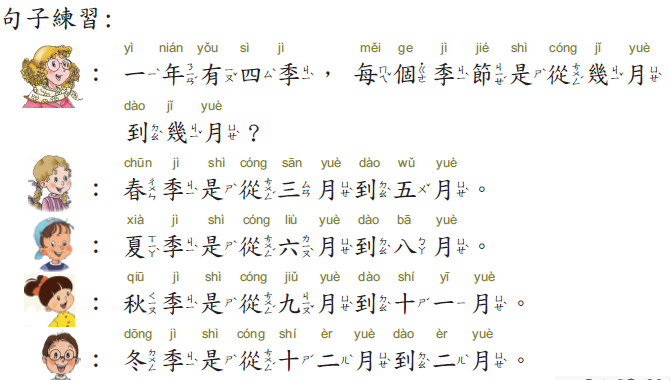 句子練習：
yì nián yǒu sì jì měi ge jì jié shì cóng jǐ yuè
：一年有四季，每個季節是從幾月
dào jǐ yuè
到幾月？
chūn jì shì cóng sān yuè dào wǔ yuè
：春季是從三月到五月。
xià jì shì cóng liù yuè dào bā yuè
：夏季是從六月到八月。
qiū jì shì cóng jiǔ yuè dào shí yī yuè
：秋季是從九月到十一月。
dōng jì shì cóng shí èr yuè dào èr yuè
：冬季是從十二月到二月。